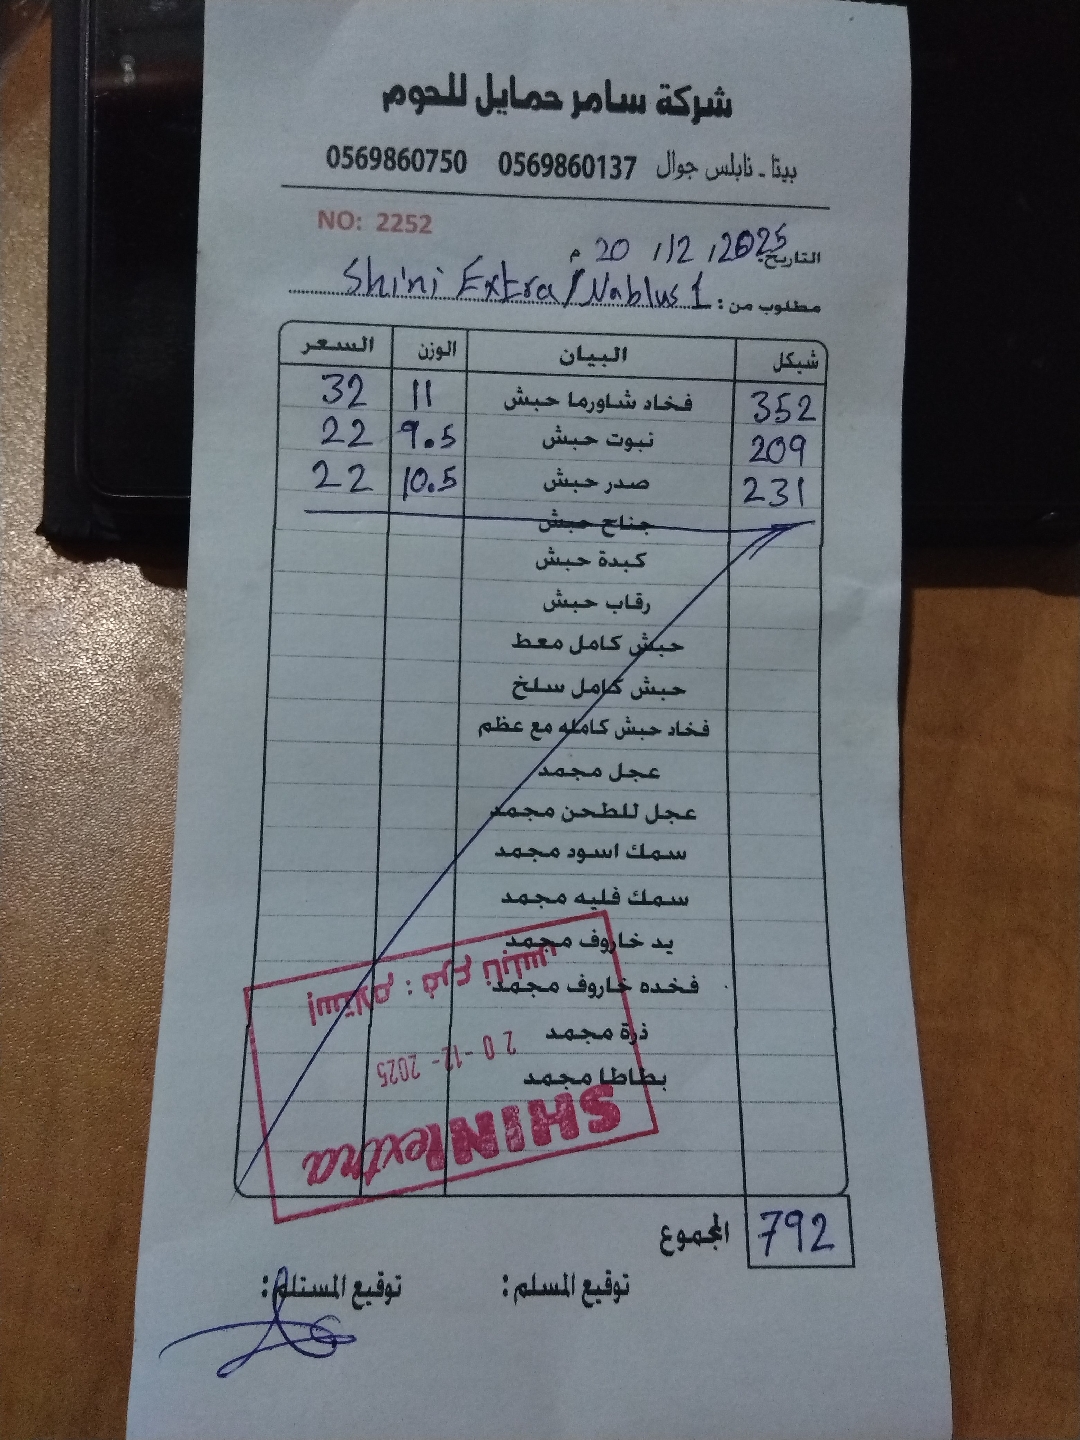 شركة سامر حمايل للحوم
بيتا - نابلس جوال 0569860137 0569860750
NO: 2252
التاريخ: 20 / 12 / 2025 م
مطلوب من: Shini Extra / Nablus 1
شيكل البيان الوزن السعر
352 فخاد شاورما حبش 11 32
209 نبوت حبش 9.5 22
231 صدر حبش 10.5 22
جناح حبش
كبدة حبش
رقاب حبش
حبش كامل معط
حبش كامل سلخ
فخاد حبش كامله مع عظم
عجل مجمد
عجل للطحن مجمد
سمك اسود مجمد
سمك فليه مجمد
يد خاروف مجمد
فخده خاروف مجمد
ذرة مجمد
بطاطا مجمد
SHINIextra
20-12-2025
إستلام : فرع نابلس
المجموع 792
توقيع المسلم : توقيع المستلم :